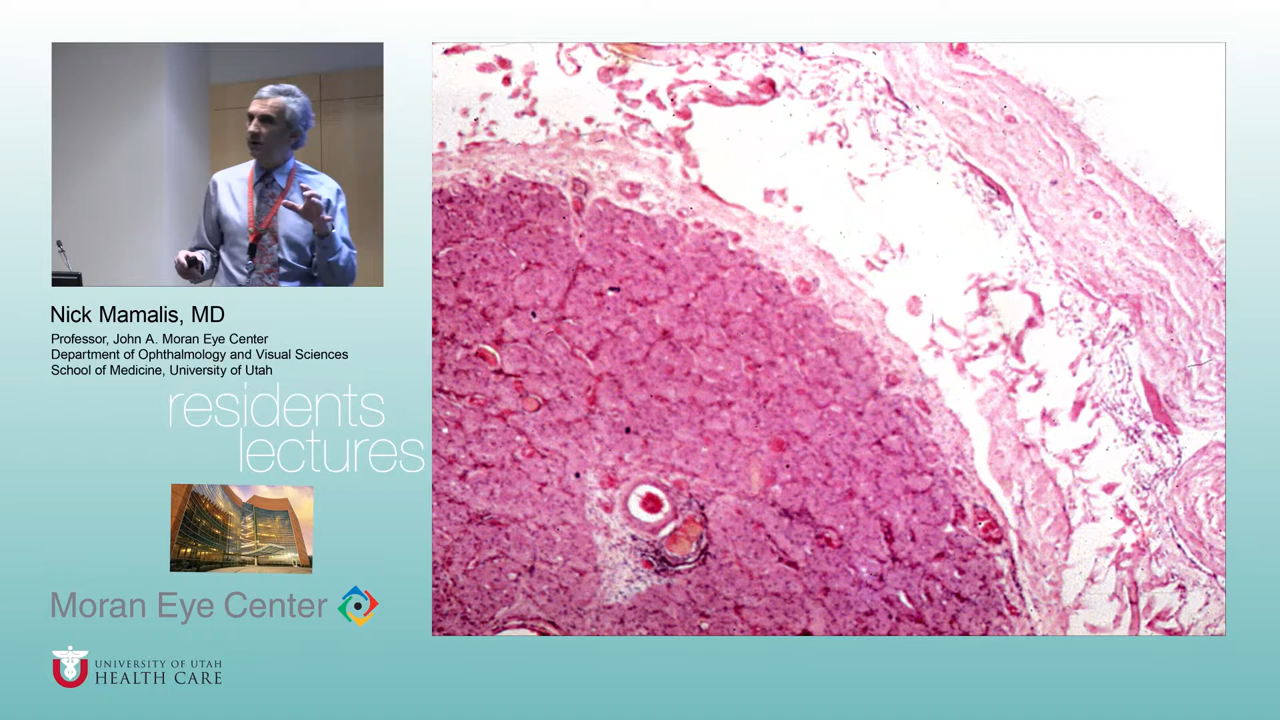 Nick Mamalis, MD
Professor, John A. Moran Eye Center
Department of Ophthalmology and Visual Sciences
School of Medicine, University of Utah
residents
lectures
Moran Eye Center
UNIVERSITY OF UTAH
HEALTH CARE